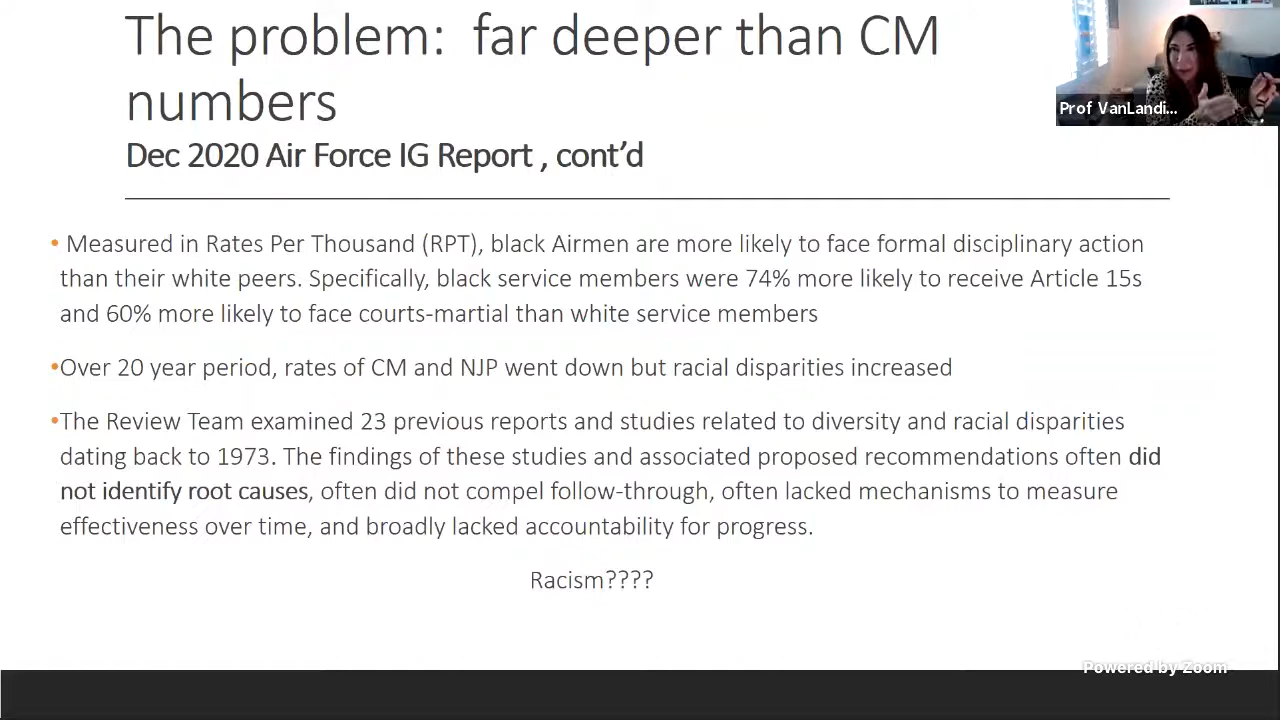 The problem:  far deeper than CM
numbers
Dec 2020 Air Force IG Report , cont’d
Prof VanLandi...
• Measured in Rates Per Thousand (RPT), black Airmen are more likely to face formal disciplinary action
than their white peers. Specifically, black service members were 74% more likely to receive Article 15s
and 60% more likely to face courts-martial than white service members
•Over 20 year period, rates of CM and NJP went down but racial disparities increased
•The Review Team examined 23 previous reports and studies related to diversity and racial disparities
dating back to 1973. The findings of these studies and associated proposed recommendations often did
not identify root causes, often did not compel follow-through, often lacked mechanisms to measure
effectiveness over time, and broadly lacked accountability for progress.
Racism????
Powered by Zoom